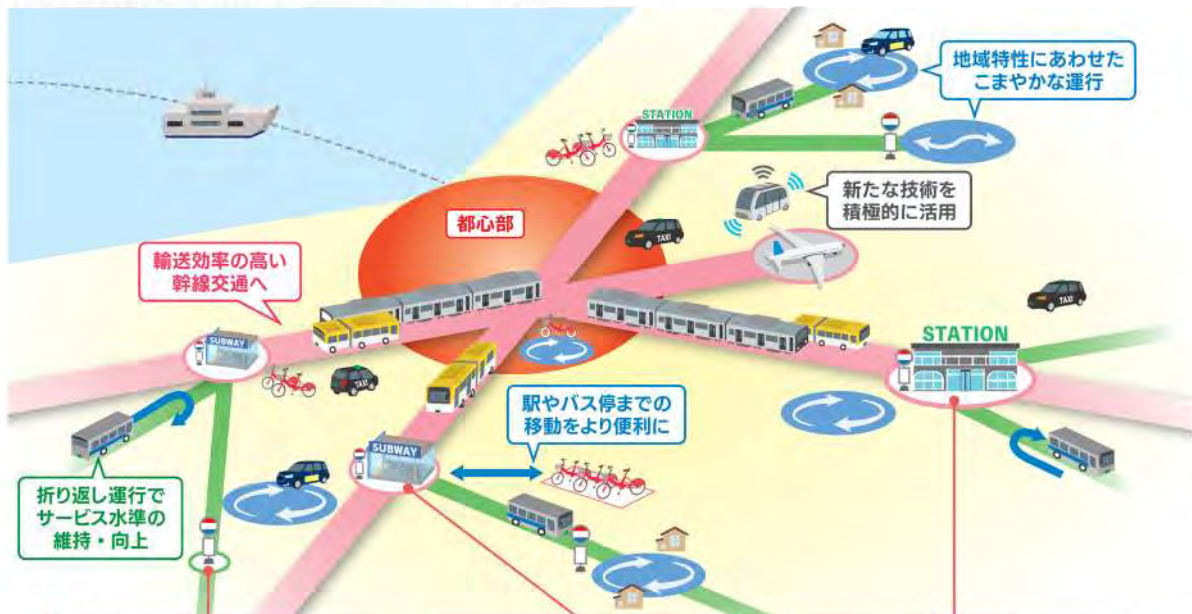 地域特性にあわせた
こまやかな運行
STATION
新たな技術を
積極的に活用
都心部
TAXI
輸送効率の高い
幹線交通へ
TAXI
STATION
SUBWAY
TAXI
駅やバス停までの
移動をより便利に
SUBWAY
折り返し運行で
サービス水準の
維持・向上